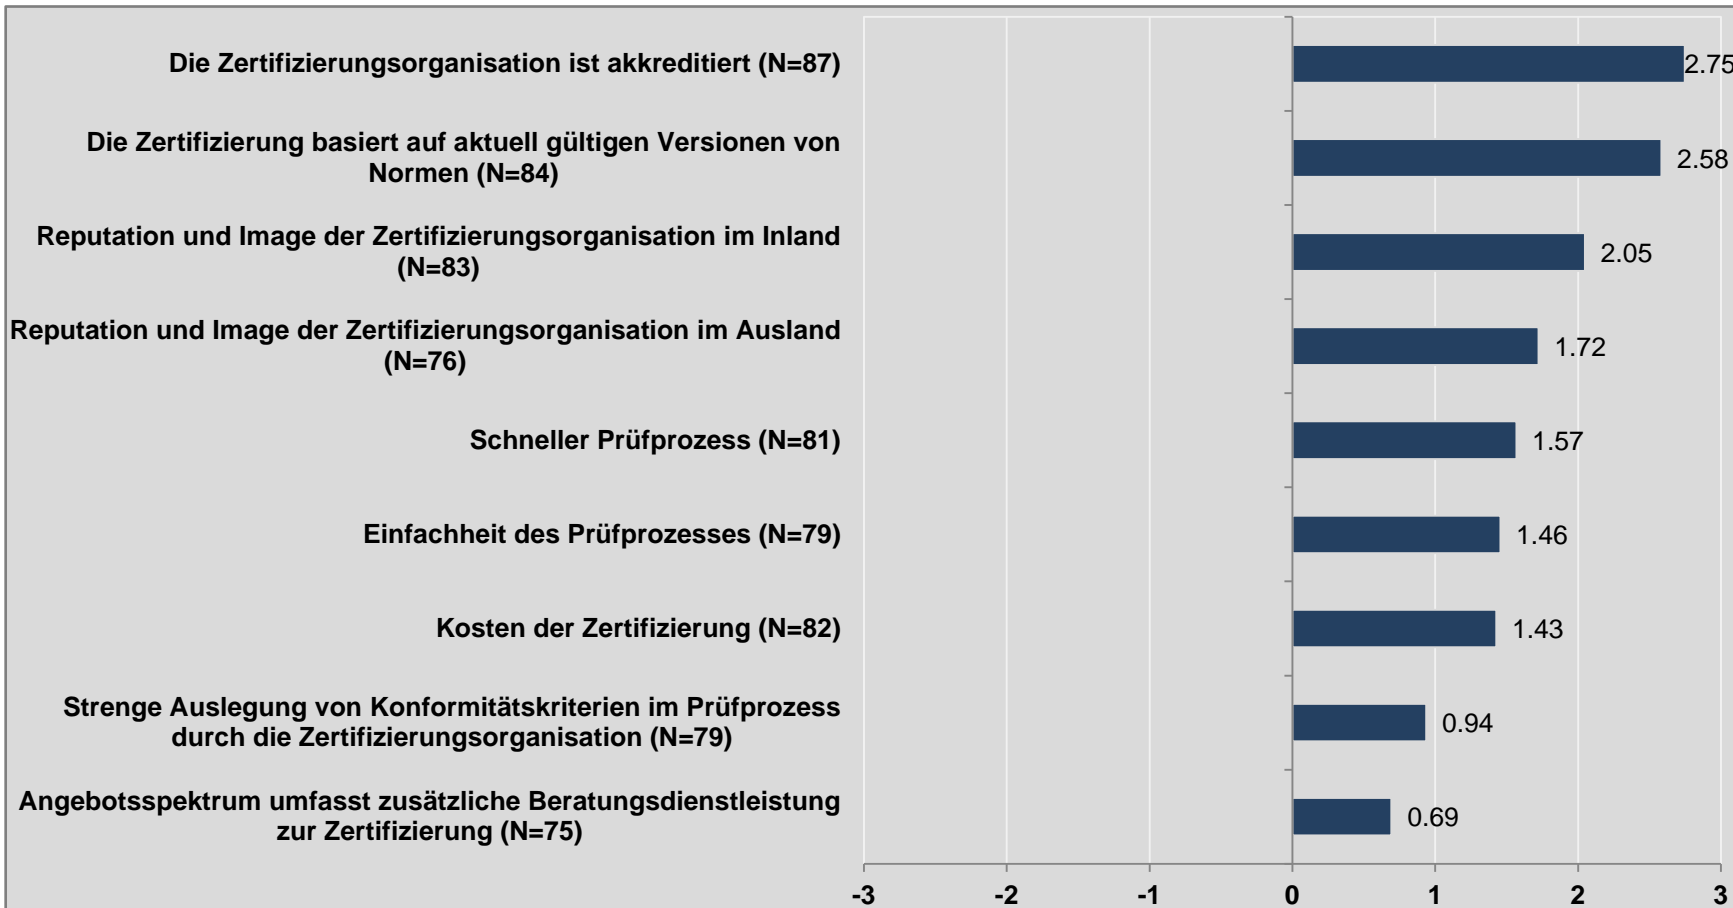 Die Zertifizierungsorganisation ist akkreditiert (N=87)
2.75
Die Zertifizierung basiert auf aktuell gültigen Versionen von
Normen (N=84)
2.58
Reputation und Image der Zertifizierungsorganisation im Inland
(N=83)
2.05
Reputation und Image der Zertifizierungsorganisation im Ausland
(N=76)
1.72
Schneller Prüfprozess (N=81)
1.57
Einfachheit des Prüfprozesses (N=79)
1.46
Kosten der Zertifizierung (N=82)
1.43
Strenge Auslegung von Konformitätskriterien im Prüfprozess
durch die Zertifizierungsorganisation (N=79)
0.94
Angebotsspektrum umfasst zusätzliche Beratungsdienstleistung
zur Zertifizierung (N=75)
0.69
-3 -2 -1 0 1 2 3